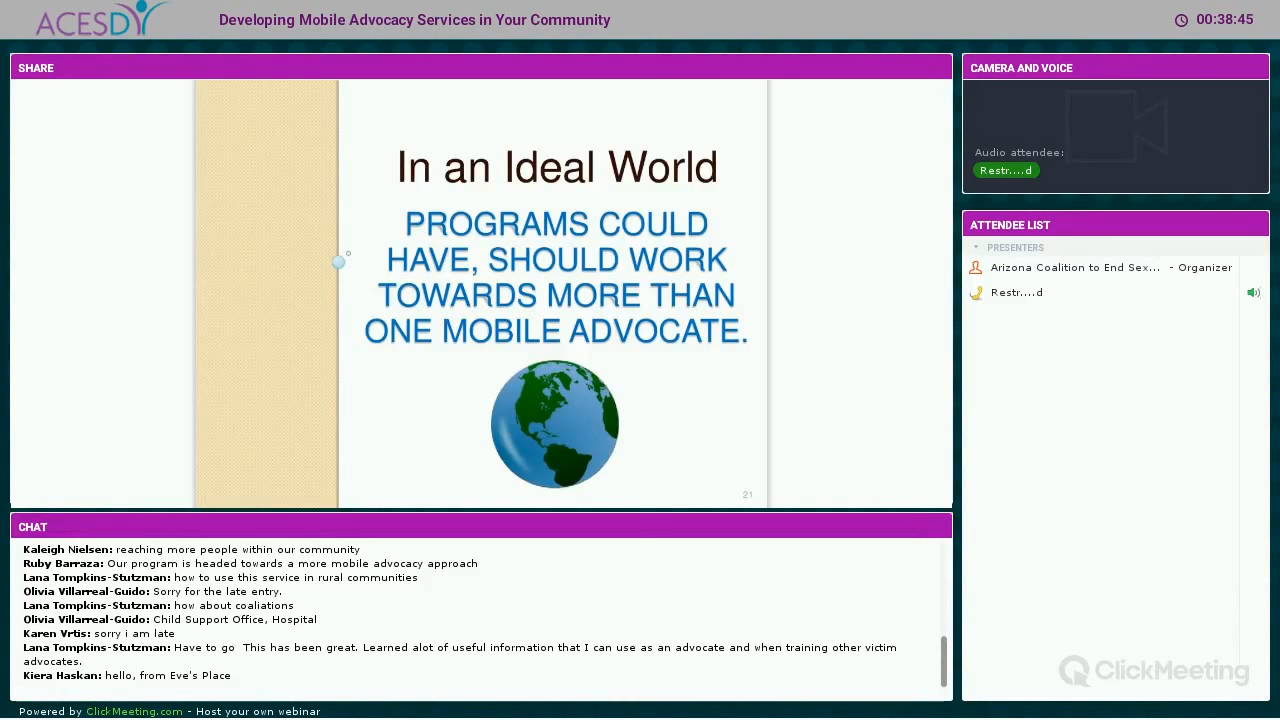 ACESDV
Developing Mobile Advocacy Services in Your Community
00:38:45
SHARE
In an Ideal World
PROGRAMS COULD
HAVE, SHOULD WORK
TOWARDS MORE THAN
ONE MOBILE ADVOCATE.
21
CAMERA AND VOICE
Audio attendee:
Restr....d
ATTENDEE LIST
PRESENTERS
Arizona Coalition to End Sex... - Organizer
Restr....d
CHAT
Kaleigh Nielsen: reaching more people within our community
Ruby Barraza: Our program is headed towards a more mobile advocacy approach
Lana Tompkins-Stutzman: how to use this service in rural communities
Olivia Villarreal-Guido: Sorry for the late entry.
Lana Tompkins-Stutzman: how about coaliations
Olivia Villarreal-Guido: Child Support Office, Hospital
Karen Vrtis: sorry i am late
Lana Tompkins-Stutzman: Have to go  This has been great. Learned alot of useful information that I can use as an advocate and when training other victim
advocates.
Kiera Haskan: hello, from Eve's Place
ClickMeeting
Powered by ClickMeeting.com - Host your own webinar